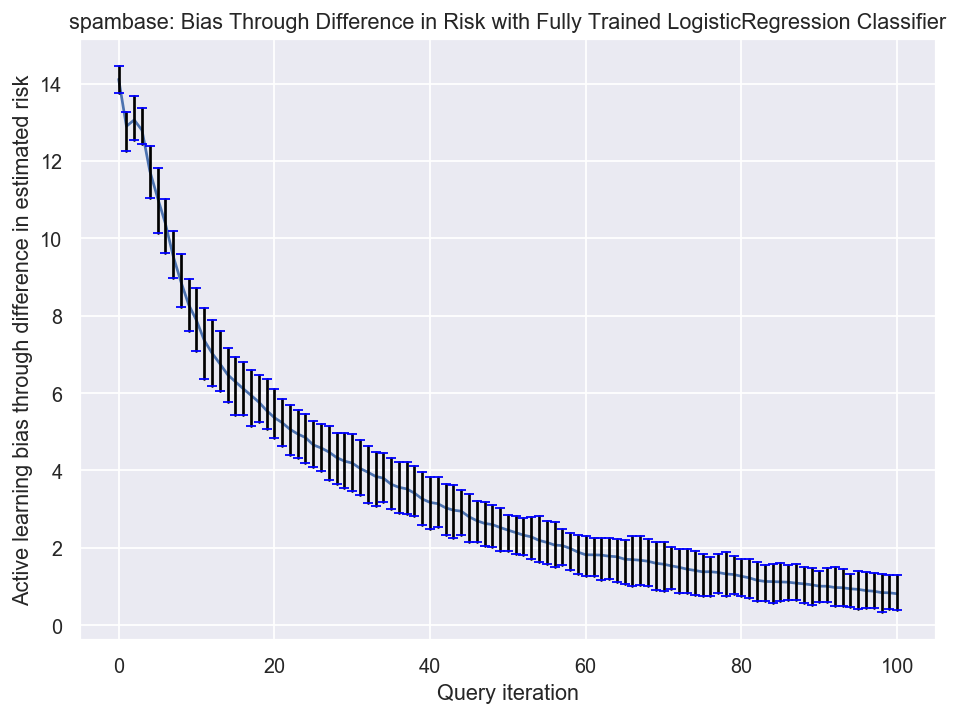 spambase: Bias Through Difference in Risk with Fully Trained LogisticRegression Classifier
Active learning bias through difference in estimated risk
14
12
10
8
6
4
2
0
0 20 40 60 80 100
Query iteration